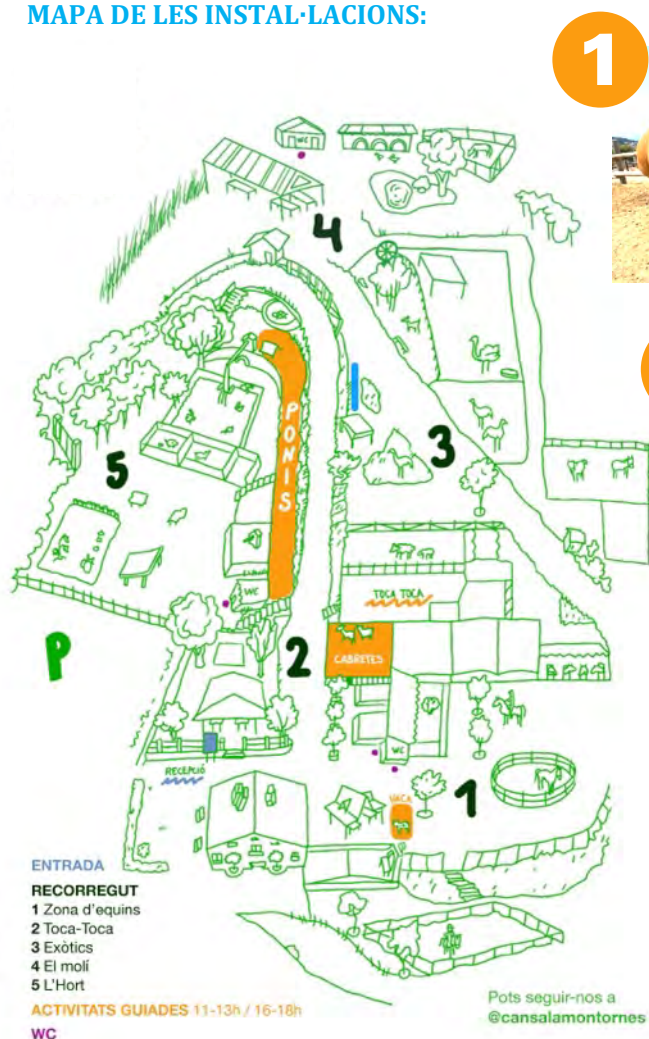 MAPA DE LES INSTAL·LACIONS:
1
WC
4
PONIS
3
5
TOCA TOCA
WC
P
2
CABRETES
WC
RECEPCIÓ
VACA
1
ENTRADA
RECORREGUT
1 Zona d'equins
2 Toca-Toca
3 Exòtics
4 El molí
5 L'Hort
ACTIVITATS GUIADES 11-13h / 16-18h
WC
Pots seguir-nos a
@cansalamontornes